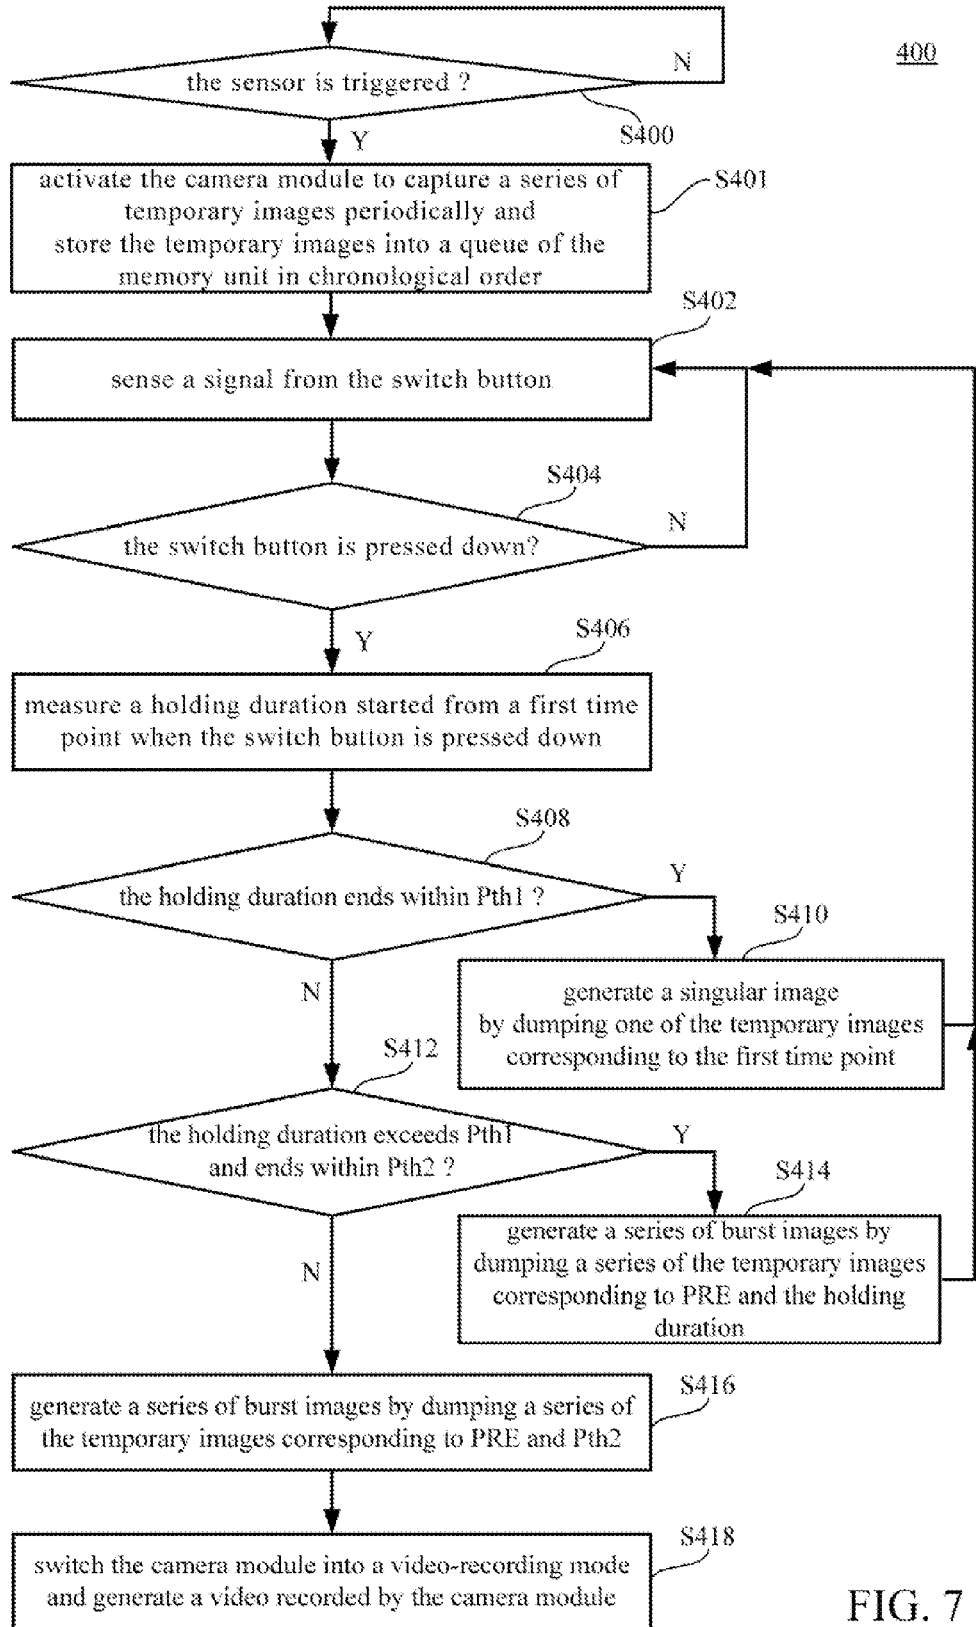 400
the sensor is triggered ?
N
S400
Y
activate the camera module to capture a series of
temporary images periodically and
store the temporary images into a queue of the
memory unit in chronological order
S401
S402
sense a signal from the switch button
S404
the switch button is pressed down?
N
Y
S406
measure a holding duration started from a first time
point when the switch button is pressed down
S408
the holding duration ends within Pth1 ?
Y
N
S410
generate a singular image
by dumping one of the temporary images
corresponding to the first time point
S412
the holding duration exceeds Pth1
and ends within Pth2 ?
Y
N
S414
generate a series of burst images by
dumping a series of the temporary images
corresponding to PRE and the holding
duration
S416
generate a series of burst images by dumping a series of
the temporary images corresponding to PRE and Pth2
S418
switch the camera module into a video-recording mode
and generate a video recorded by the camera module
FIG. 7